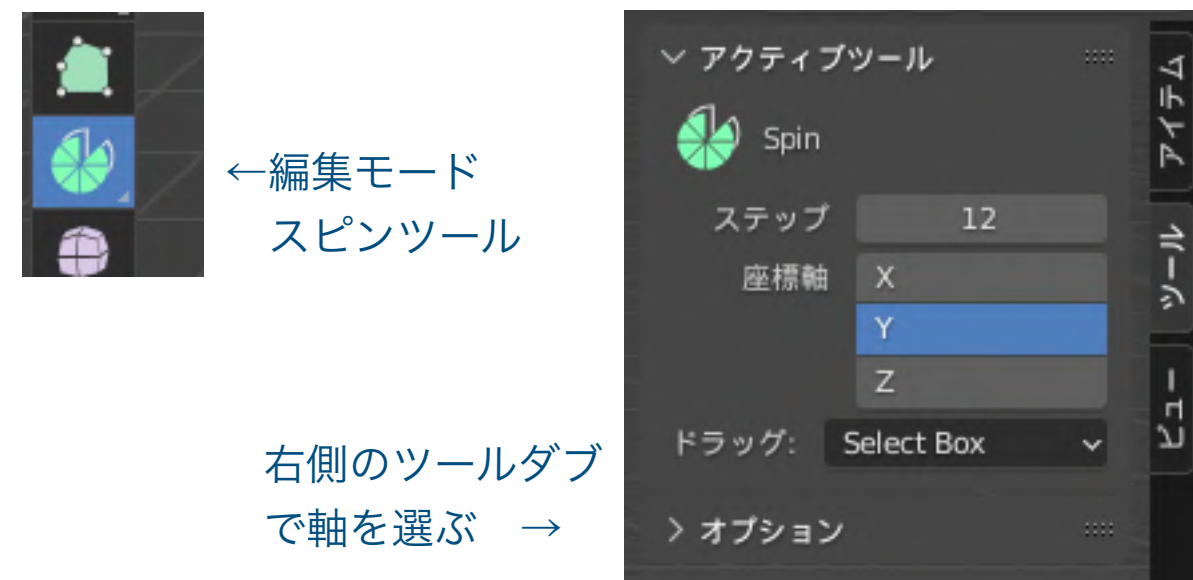 ←編集モード
スピンツール
右側のツールダブ
で軸を選ぶ →
アクティブツール
Spin
ステップ 12
座標軸 X
Y
Z
ドラッグ: Select Box
オプション
アイテム
ツール
ビュー